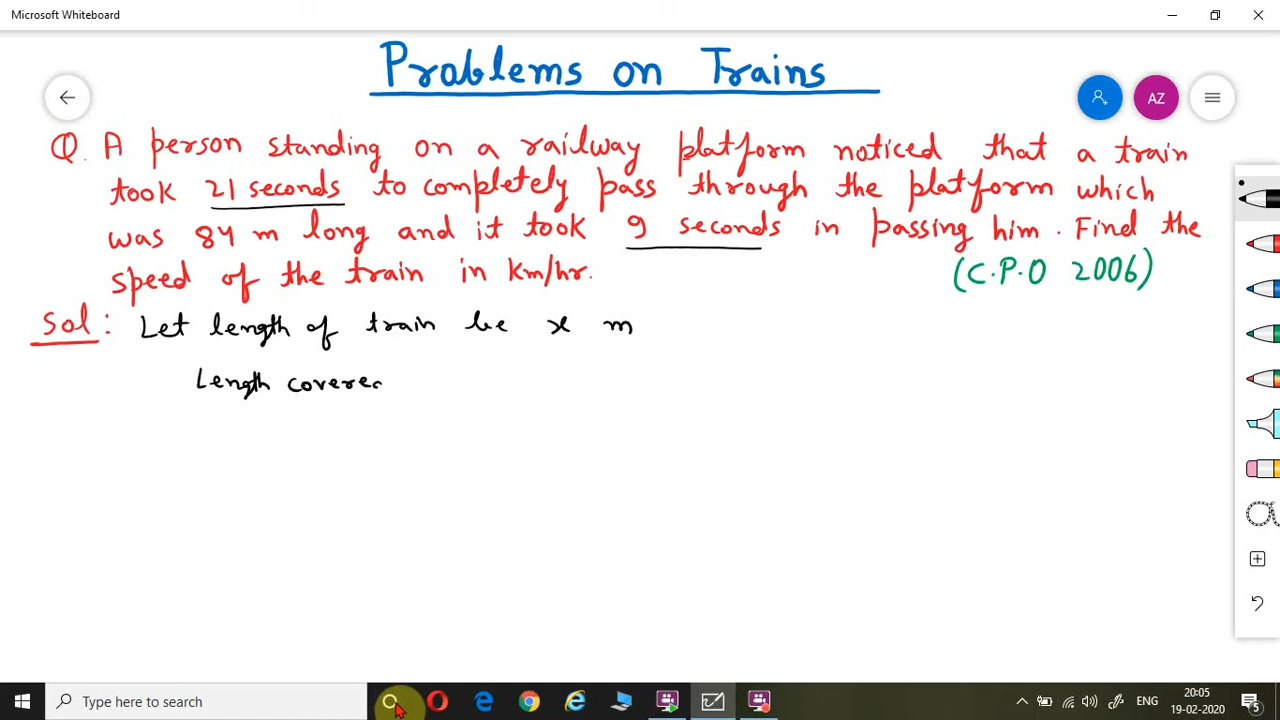 Microsoft Whiteboard
Problems on Trains
AZ
Q. A person standing on a railway platform noticed that a train
took 21 seconds to completely pass through the platform which
was 84 m long and it took 9 seconds in passing him. Find the
speed of the train in km/hr.
(C.P.O 2006)
Sol: Let length of train be x m
Length covered
Type here to search
ENG
20:05
19-02-2020
5